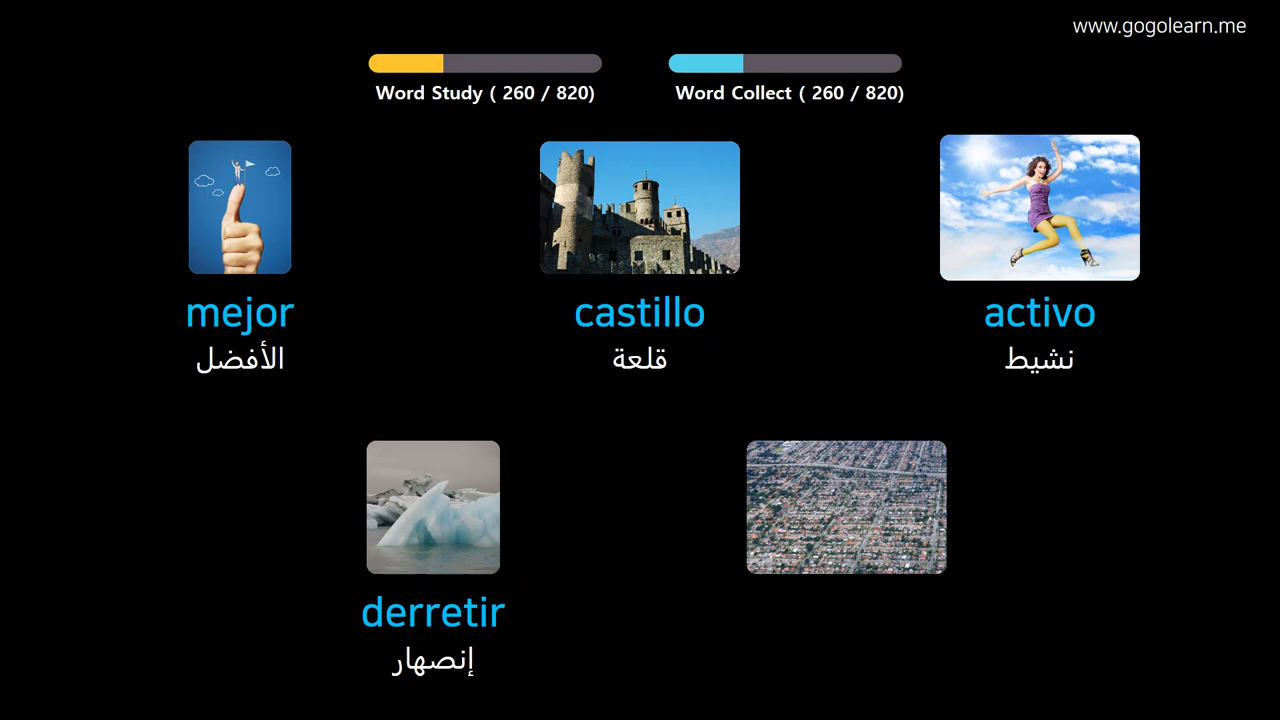 www.gogolearn.me
Word Study ( 260 / 820)
Word Collect ( 260 / 820)
mejor
الأفضل
castillo
قلعة
activo
نشيط
derretir
إنصهار